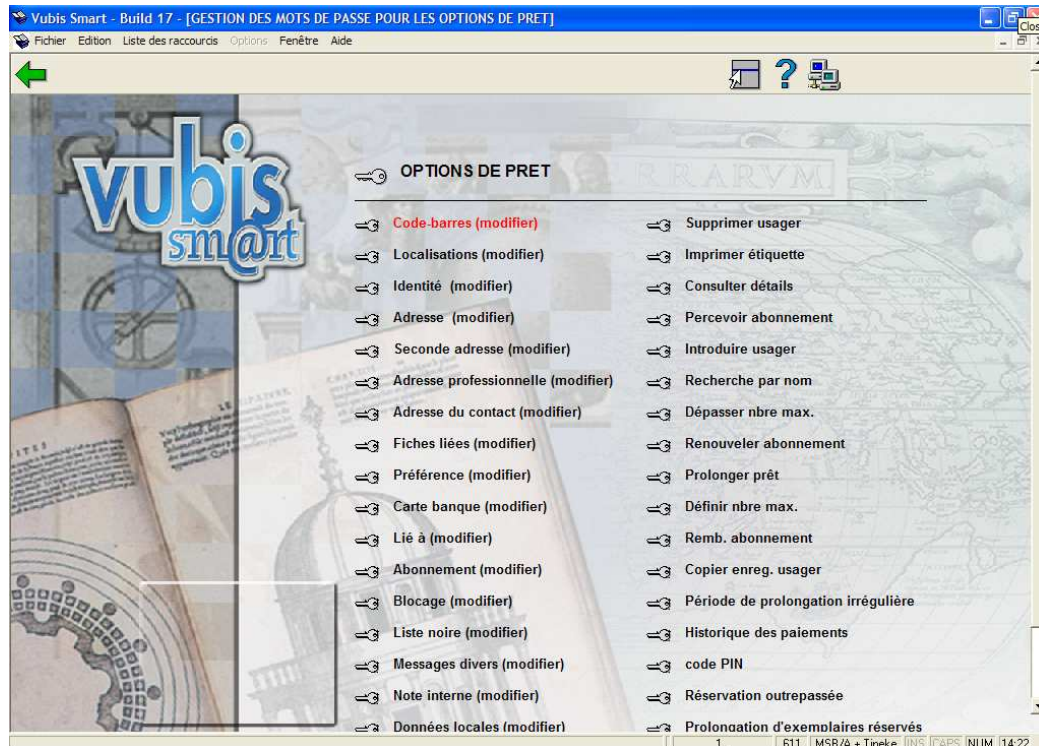 Vubis Smart - Build 17 - [GESTION DES MOTS DE PASSE POUR LES OPTIONS DE PRET]
Clos
Fichier Edition Liste des raccourcis Options Fenêtre Aide
vubis
sm@rt
RARVM
OPTIONS DE PRET
Code-barres (modifier)
Localisations (modifier)
Identité (modifier)
Adresse (modifier)
Seconde adresse (modifier)
Adresse professionnelle (modifier)
Adresse du contact (modifier)
Fiches liées (modifier)
Préférence (modifier)
Carte banque (modifier)
Lié à (modifier)
Abonnement (modifier)
Blocage (modifier)
Liste noire (modifier)
Messages divers (modifier)
Note interne (modifier)
Données locales (modifier)
Supprimer usager
Imprimer étiquette
Consulter détails
Percevoir abonnement
Introduire usager
Recherche par nom
Dépasser nbre max.
Renouveler abonnement
Prolonger prêt
Définir nbre max.
Remb. abonnement
Copier enreg. usager
Période de prolongation irrégulière
Historique des paiements
code PIN
Réservation outrepassée
Prolongation d'exemplaires réservés
1 611 MSB/A + Tineke INS CAPS NUM 14:22